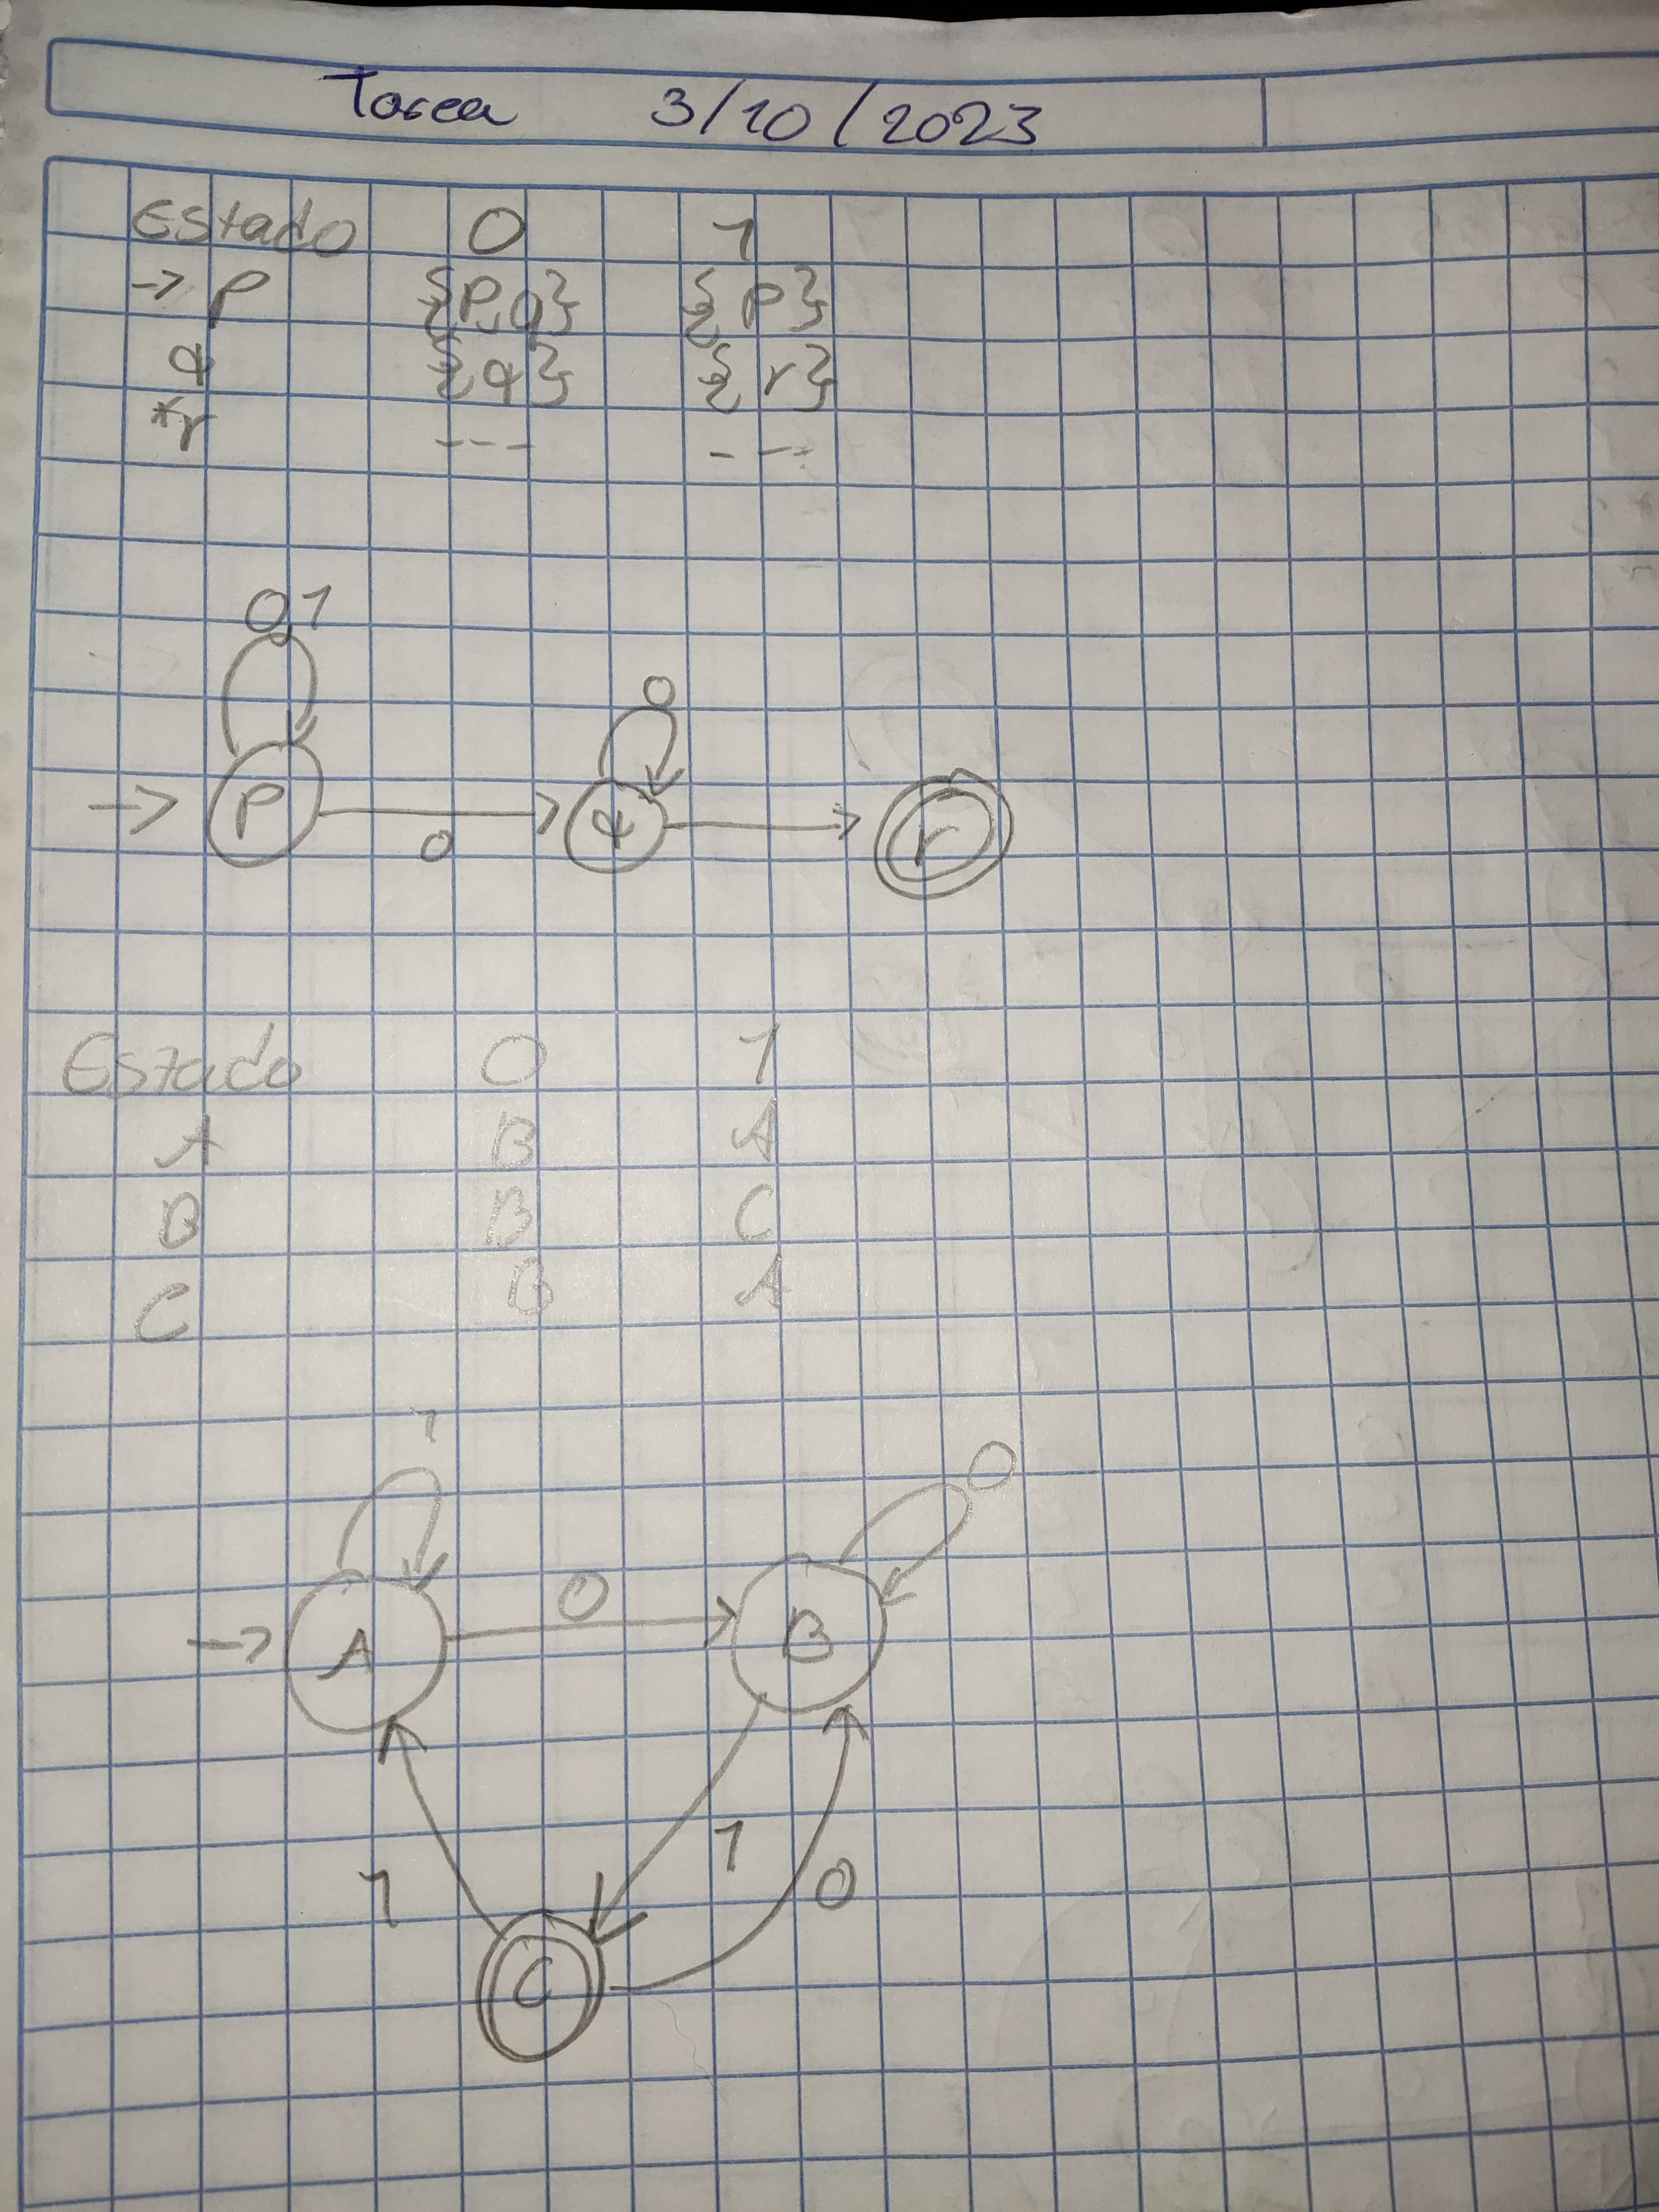 Tarea 3/10/2023
Estado 0 1
-> p {p,q} {p}
q {q} {r}
*r --- ---
0,1
0
p
q
r
0
Estado 0 1
A B A
B B C
C B A
1
0
0
A
B
1
1
0
C